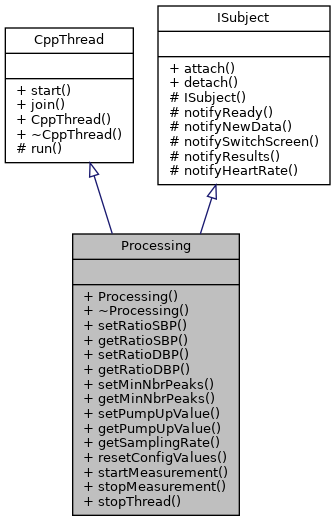 CppThread
+ start()
+ join()
+ CppThread()
+ ~CppThread()
# run()
ISubject
+ attach()
+ detach()
# ISubject()
# notifyReady()
# notifyNewData()
# notifySwitchScreen()
# notifyResults()
# notifyHeartRate()
Processing
+ Processing()
+ ~Processing()
+ setRatioSBP()
+ getRatioSBP()
+ setRatioDBP()
+ getRatioDBP()
+ setMinNbrPeaks()
+ getMinNbrPeaks()
+ setPumpUpValue()
+ getPumpUpValue()
+ getSamplingRate()
+ resetConfigValues()
+ startMeasurement()
+ stopMeasurement()
+ stopThread()